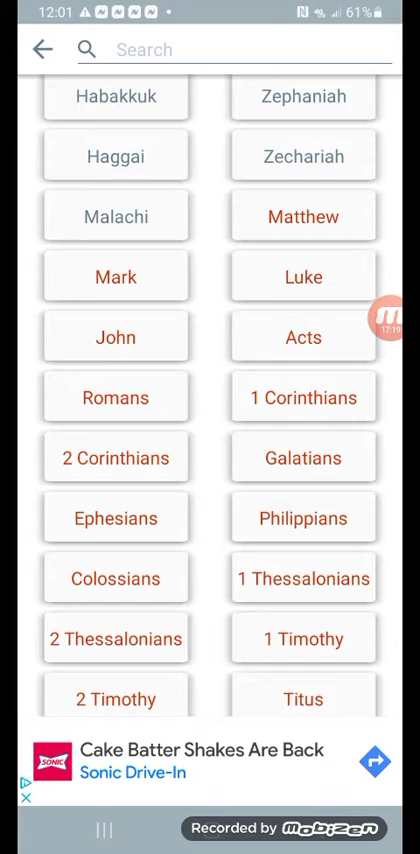 12:01 61%
Search
Habakkuk Zephaniah
Haggai Zechariah
Malachi Matthew
Mark Luke
John Acts
17:19
Romans 1 Corinthians
2 Corinthians Galatians
Ephesians Philippians
Colossians 1 Thessalonians
2 Thessalonians 1 Timothy
2 Timothy Titus
SONIC
Cake Batter Shakes Are Back
Sonic Drive-In
Recorded by mobizen